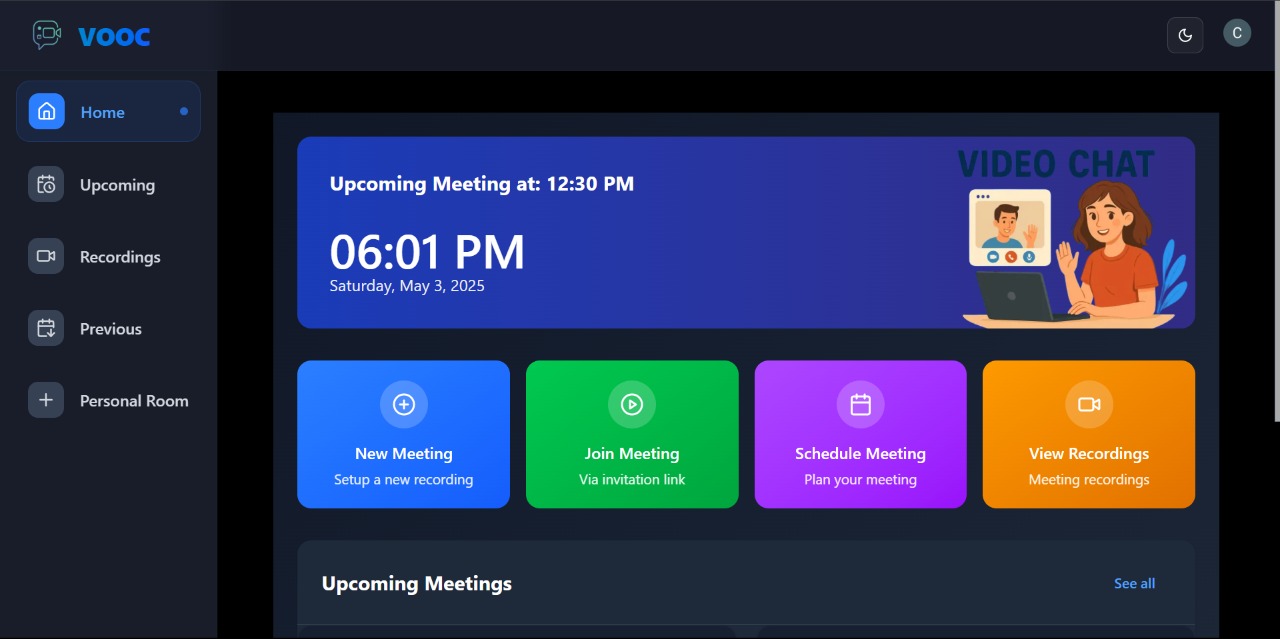 vooc
C
Home
Upcoming
Recordings
Previous
Personal Room
Upcoming Meeting at: 12:30 PM
06:01 PM
Saturday, May 3, 2025
VIDEO CHAT
New Meeting
Setup a new recording
Join Meeting
Via invitation link
Schedule Meeting
Plan your meeting
View Recordings
Meeting recordings
Upcoming Meetings
See all